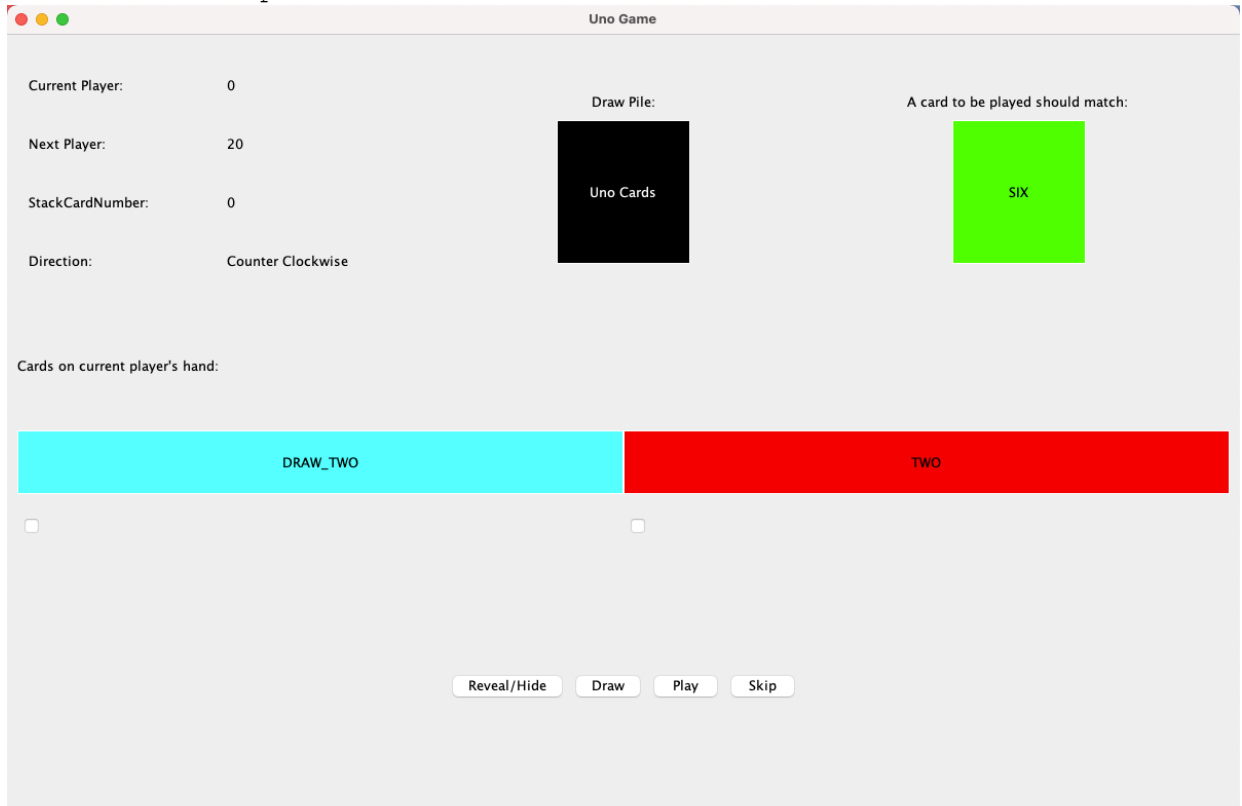 Uno Game
Current Player: 0
Next Player: 20
StackCardNumber: 0
Direction: Counter Clockwise
Draw Pile:
Uno Cards
A card to be played should match:
SIX
Cards on current player's hand:
DRAW_TWO
TWO
Reveal/Hide
Draw
Play
Skip